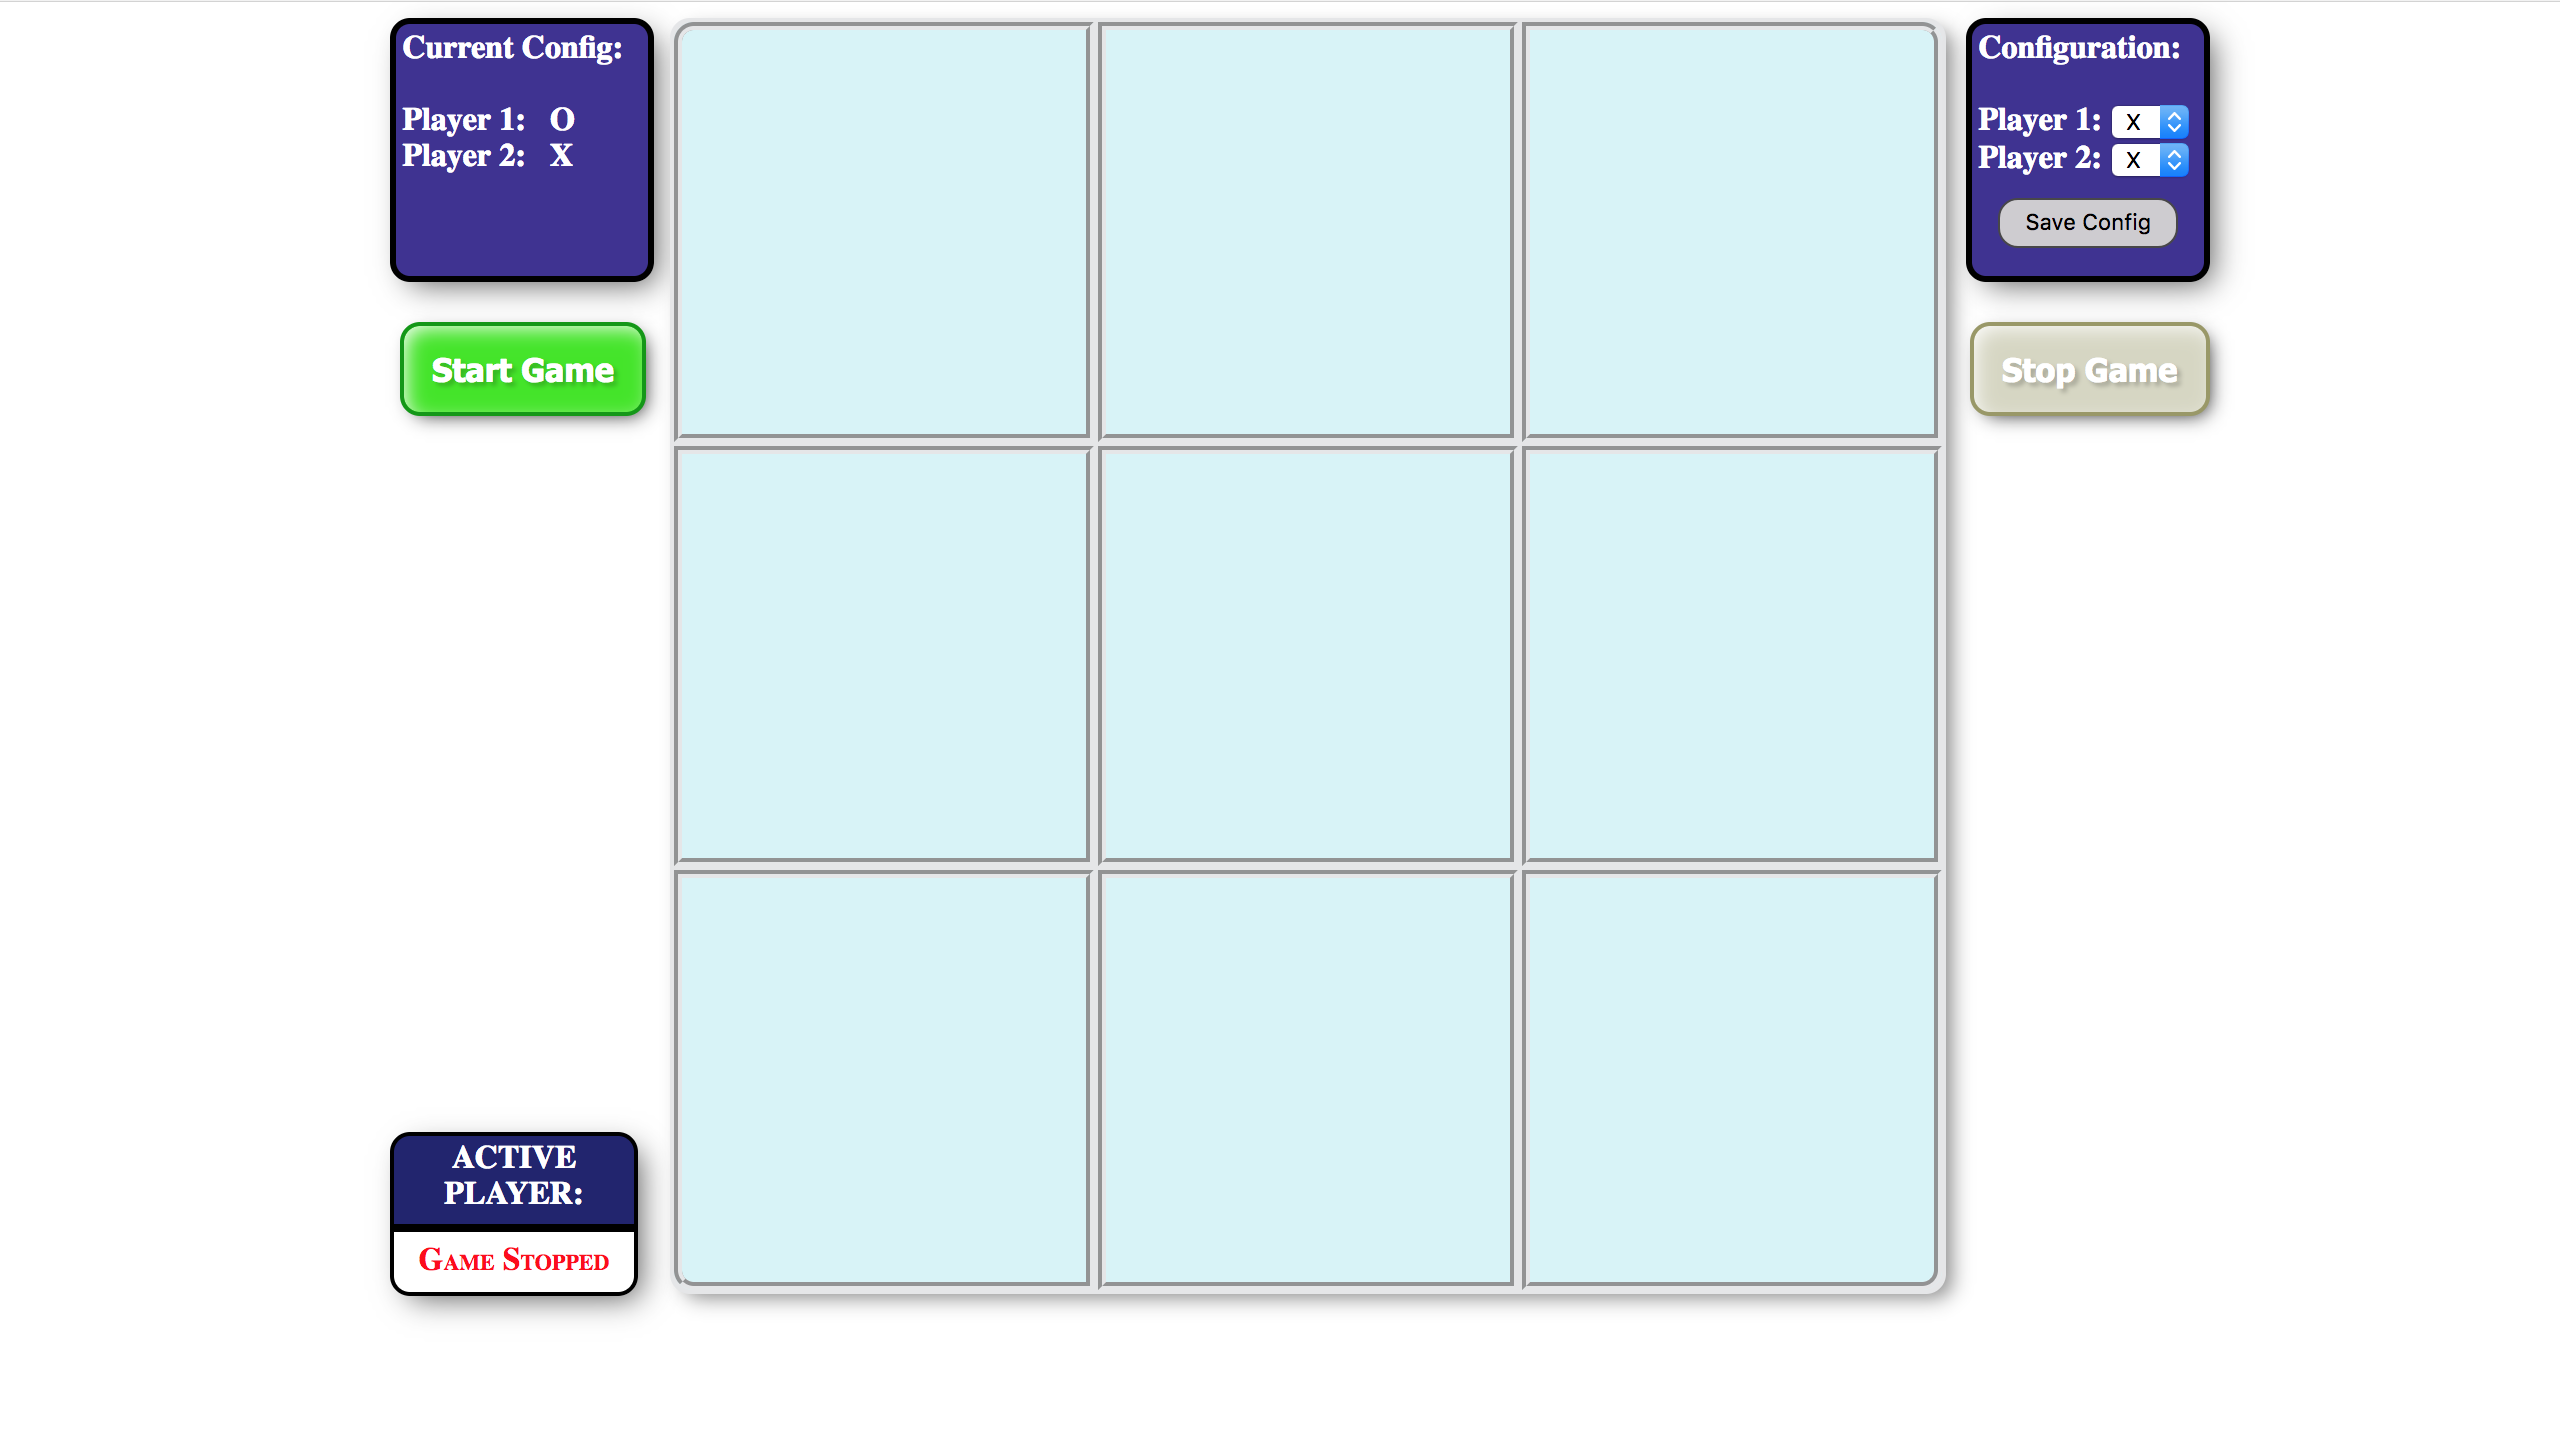 Current Config:
Player 1: O
Player 2: X
Start Game
ACTIVE
PLAYER:
Game Stopped
Configuration:
Player 1: X
Player 2: X
Save Config
Stop Game